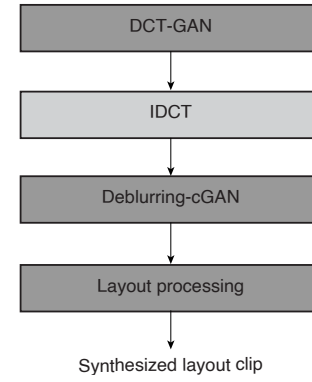 DCT-GAN
IDCT
Deblurring-cGAN
Layout processing
Synthesized layout clip